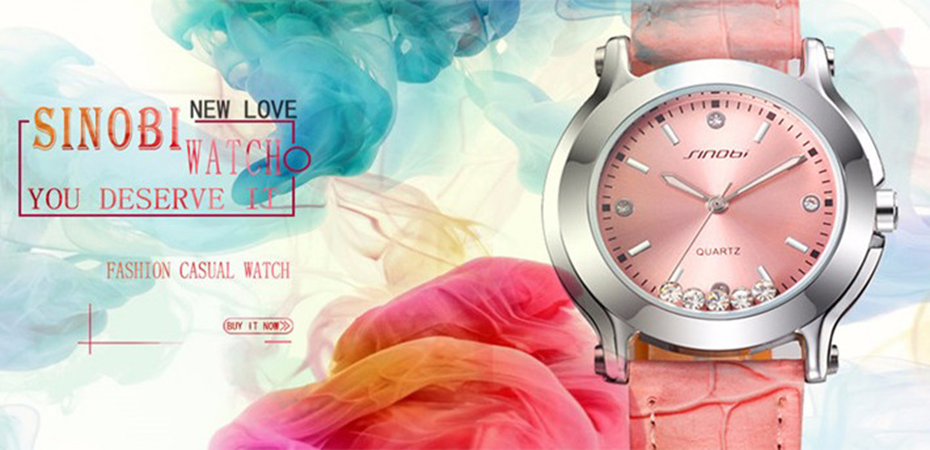 NEW LOVE
SINOBI
WATCH
YOU DESERVE IT
FASHION CASUAL WATCH
BUY IT NOW
sinobi
QUARTZ